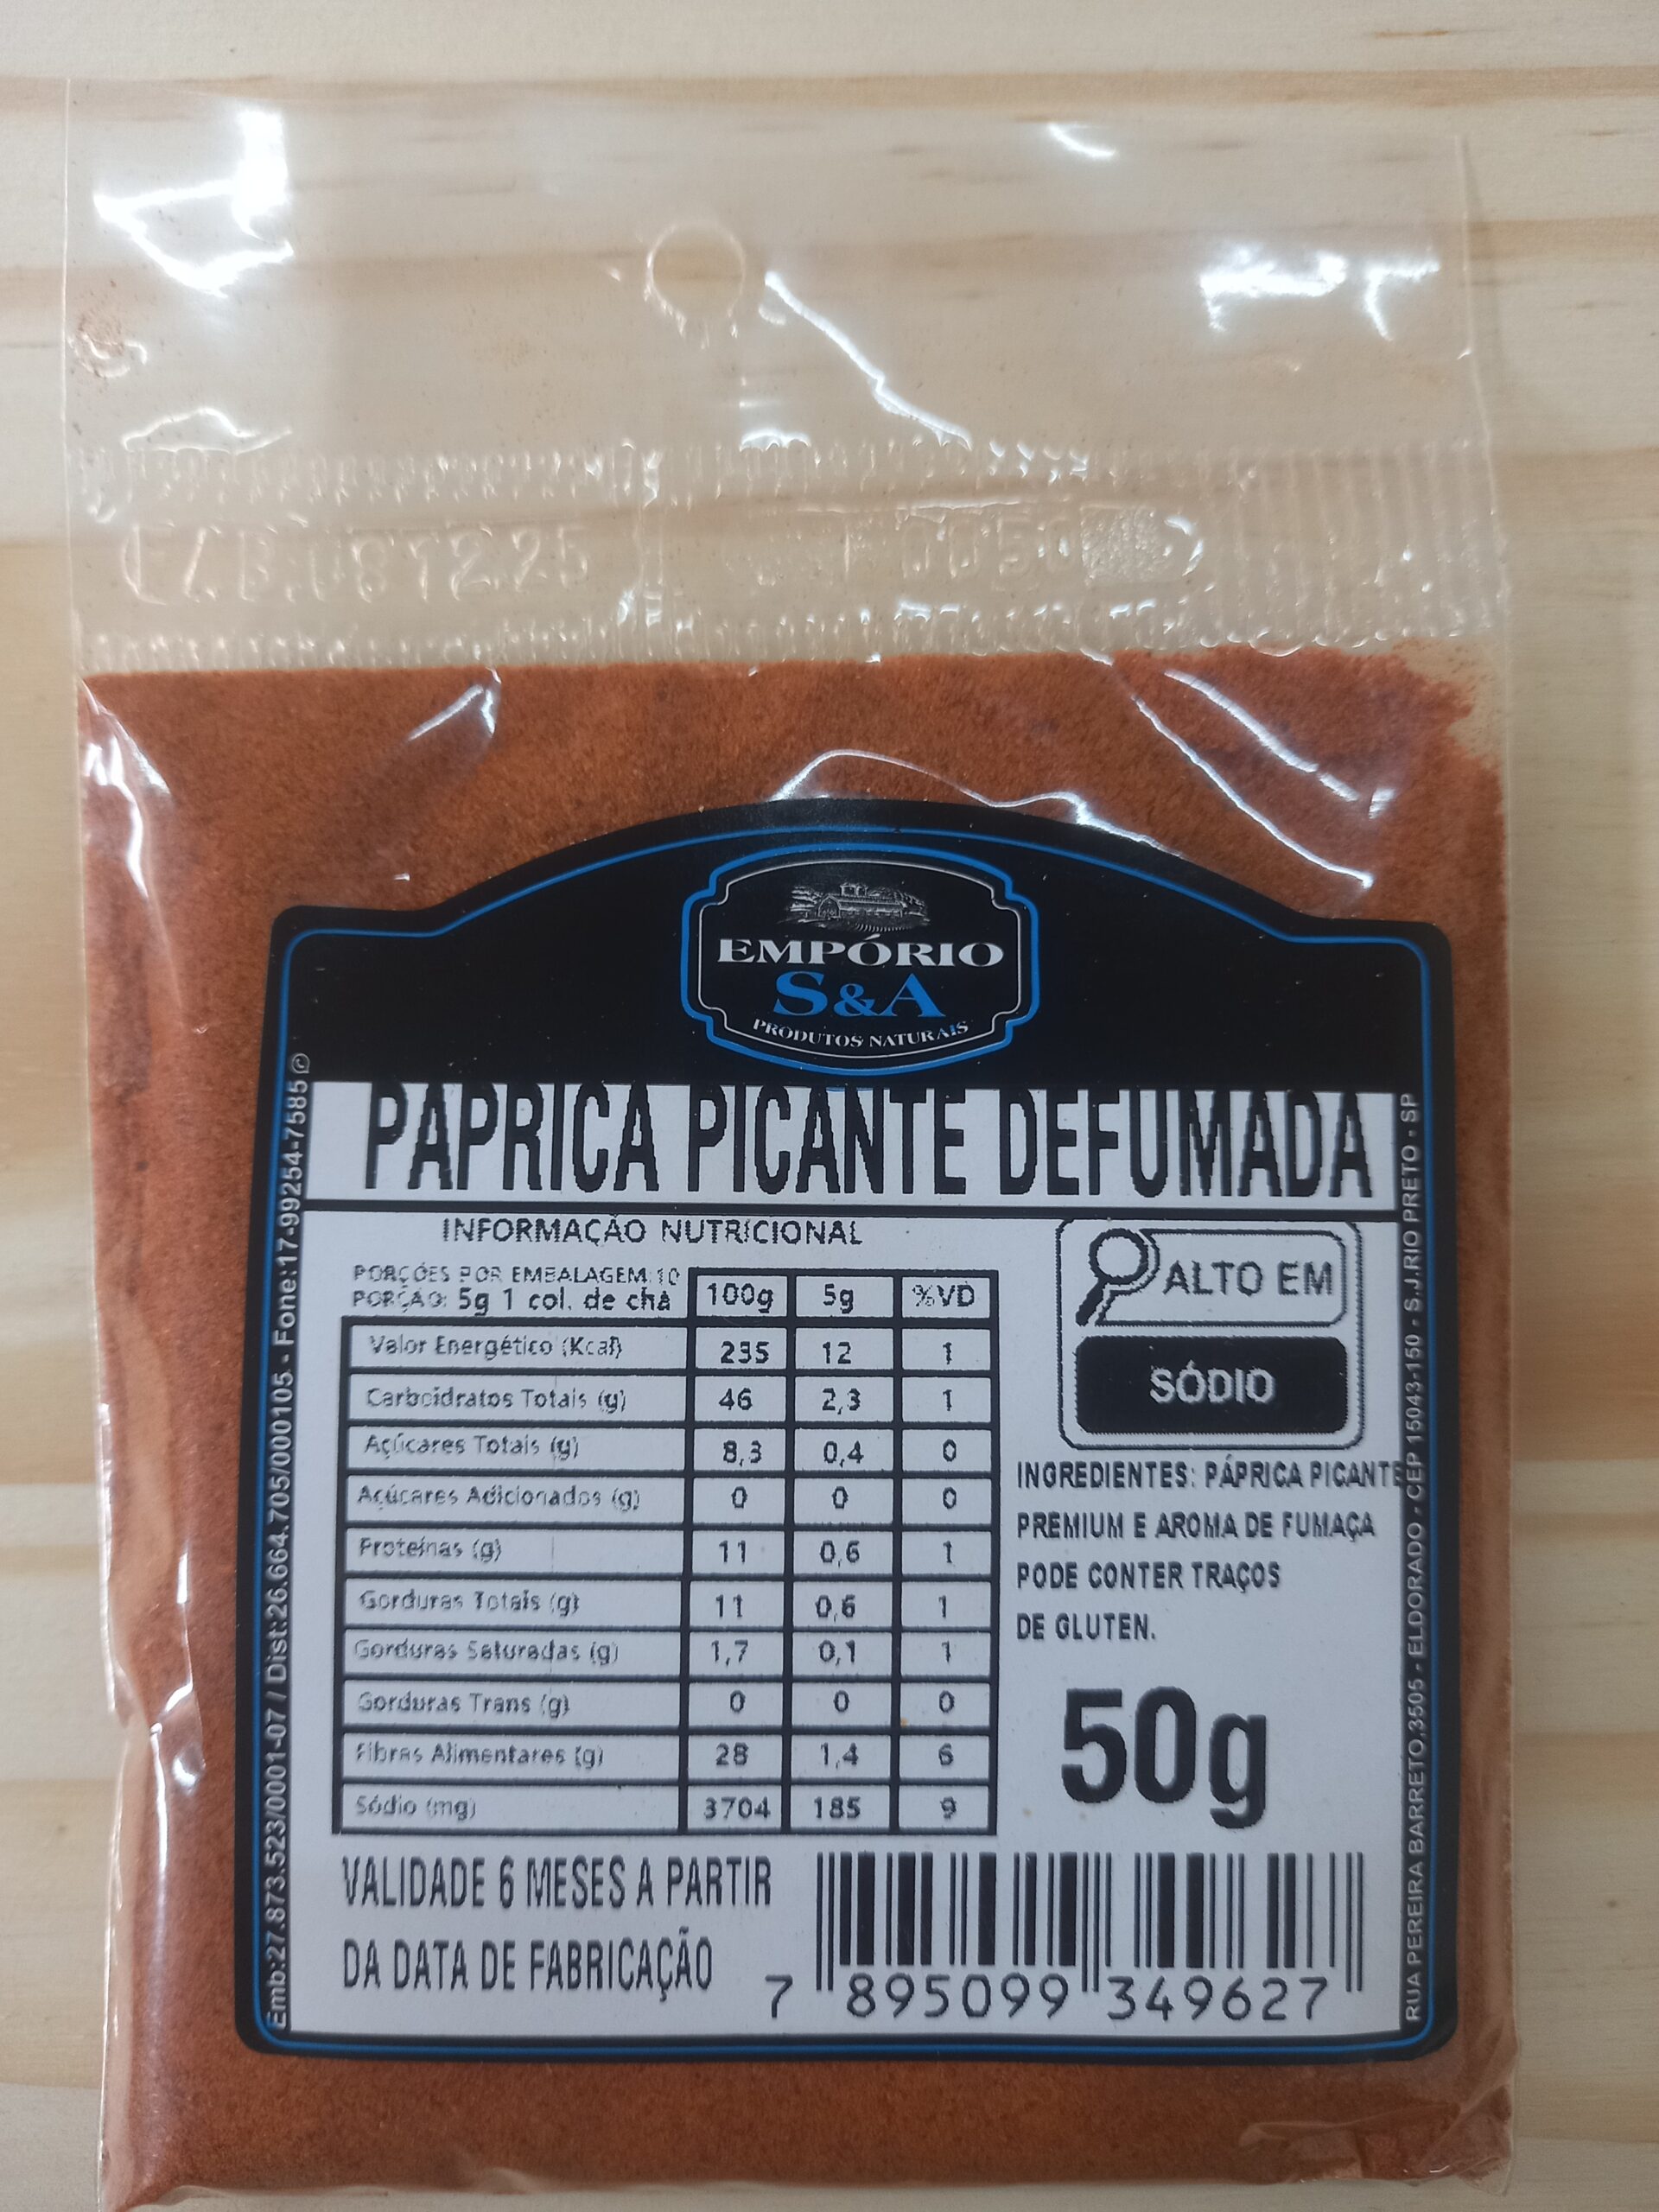 FAB:081225
EMPÓRIO
S&A
PRODUTOS NATURAIS
PÁPRICA PICANTE DEFUMADA
INFORMAÇÃO NUTRICIONAL
PORÇÕES POR EMBALAGEM:10
PORÇÃO: 5g 1 col. de chá 100g 5g %VD
Valor Energético (Kcal) 235 12 1
Carboidratos Totais (g) 46 2,3 1
Açúcares Totais (g) 8,3 0,4 0
Açúcares Adicionados (g) 0 0 0
Proteínas (g) 11 0,6 1
Gorduras Totais (g) 11 0,6 1
Gorduras Saturadas (g) 1,7 0,1 1
Gorduras Trans (g) 0 0 0
Fibras Alimentares (g) 28 1,4 6
Sódio (mg) 3704 185 9
ALTO EM
SÓDIO
INGREDIENTES: PÁPRICA PICANTE
PREMIUM E AROMA DE FUMAÇA
PODE CONTER TRAÇOS
DE GLUTEN.
50g
VALIDADE 6 MESES A PARTIR
DA DATA DE FABRICAÇÃO
7 895099 349627
Emb:27.873.523/0001-07 / Dist:26.664.705/000105 - Fone:17-99254-7585 ©
RUA PEREIRA BARRETO,3505 - ELDORADO - CEP 15043-150 - S.J.RIO PRETO - SP